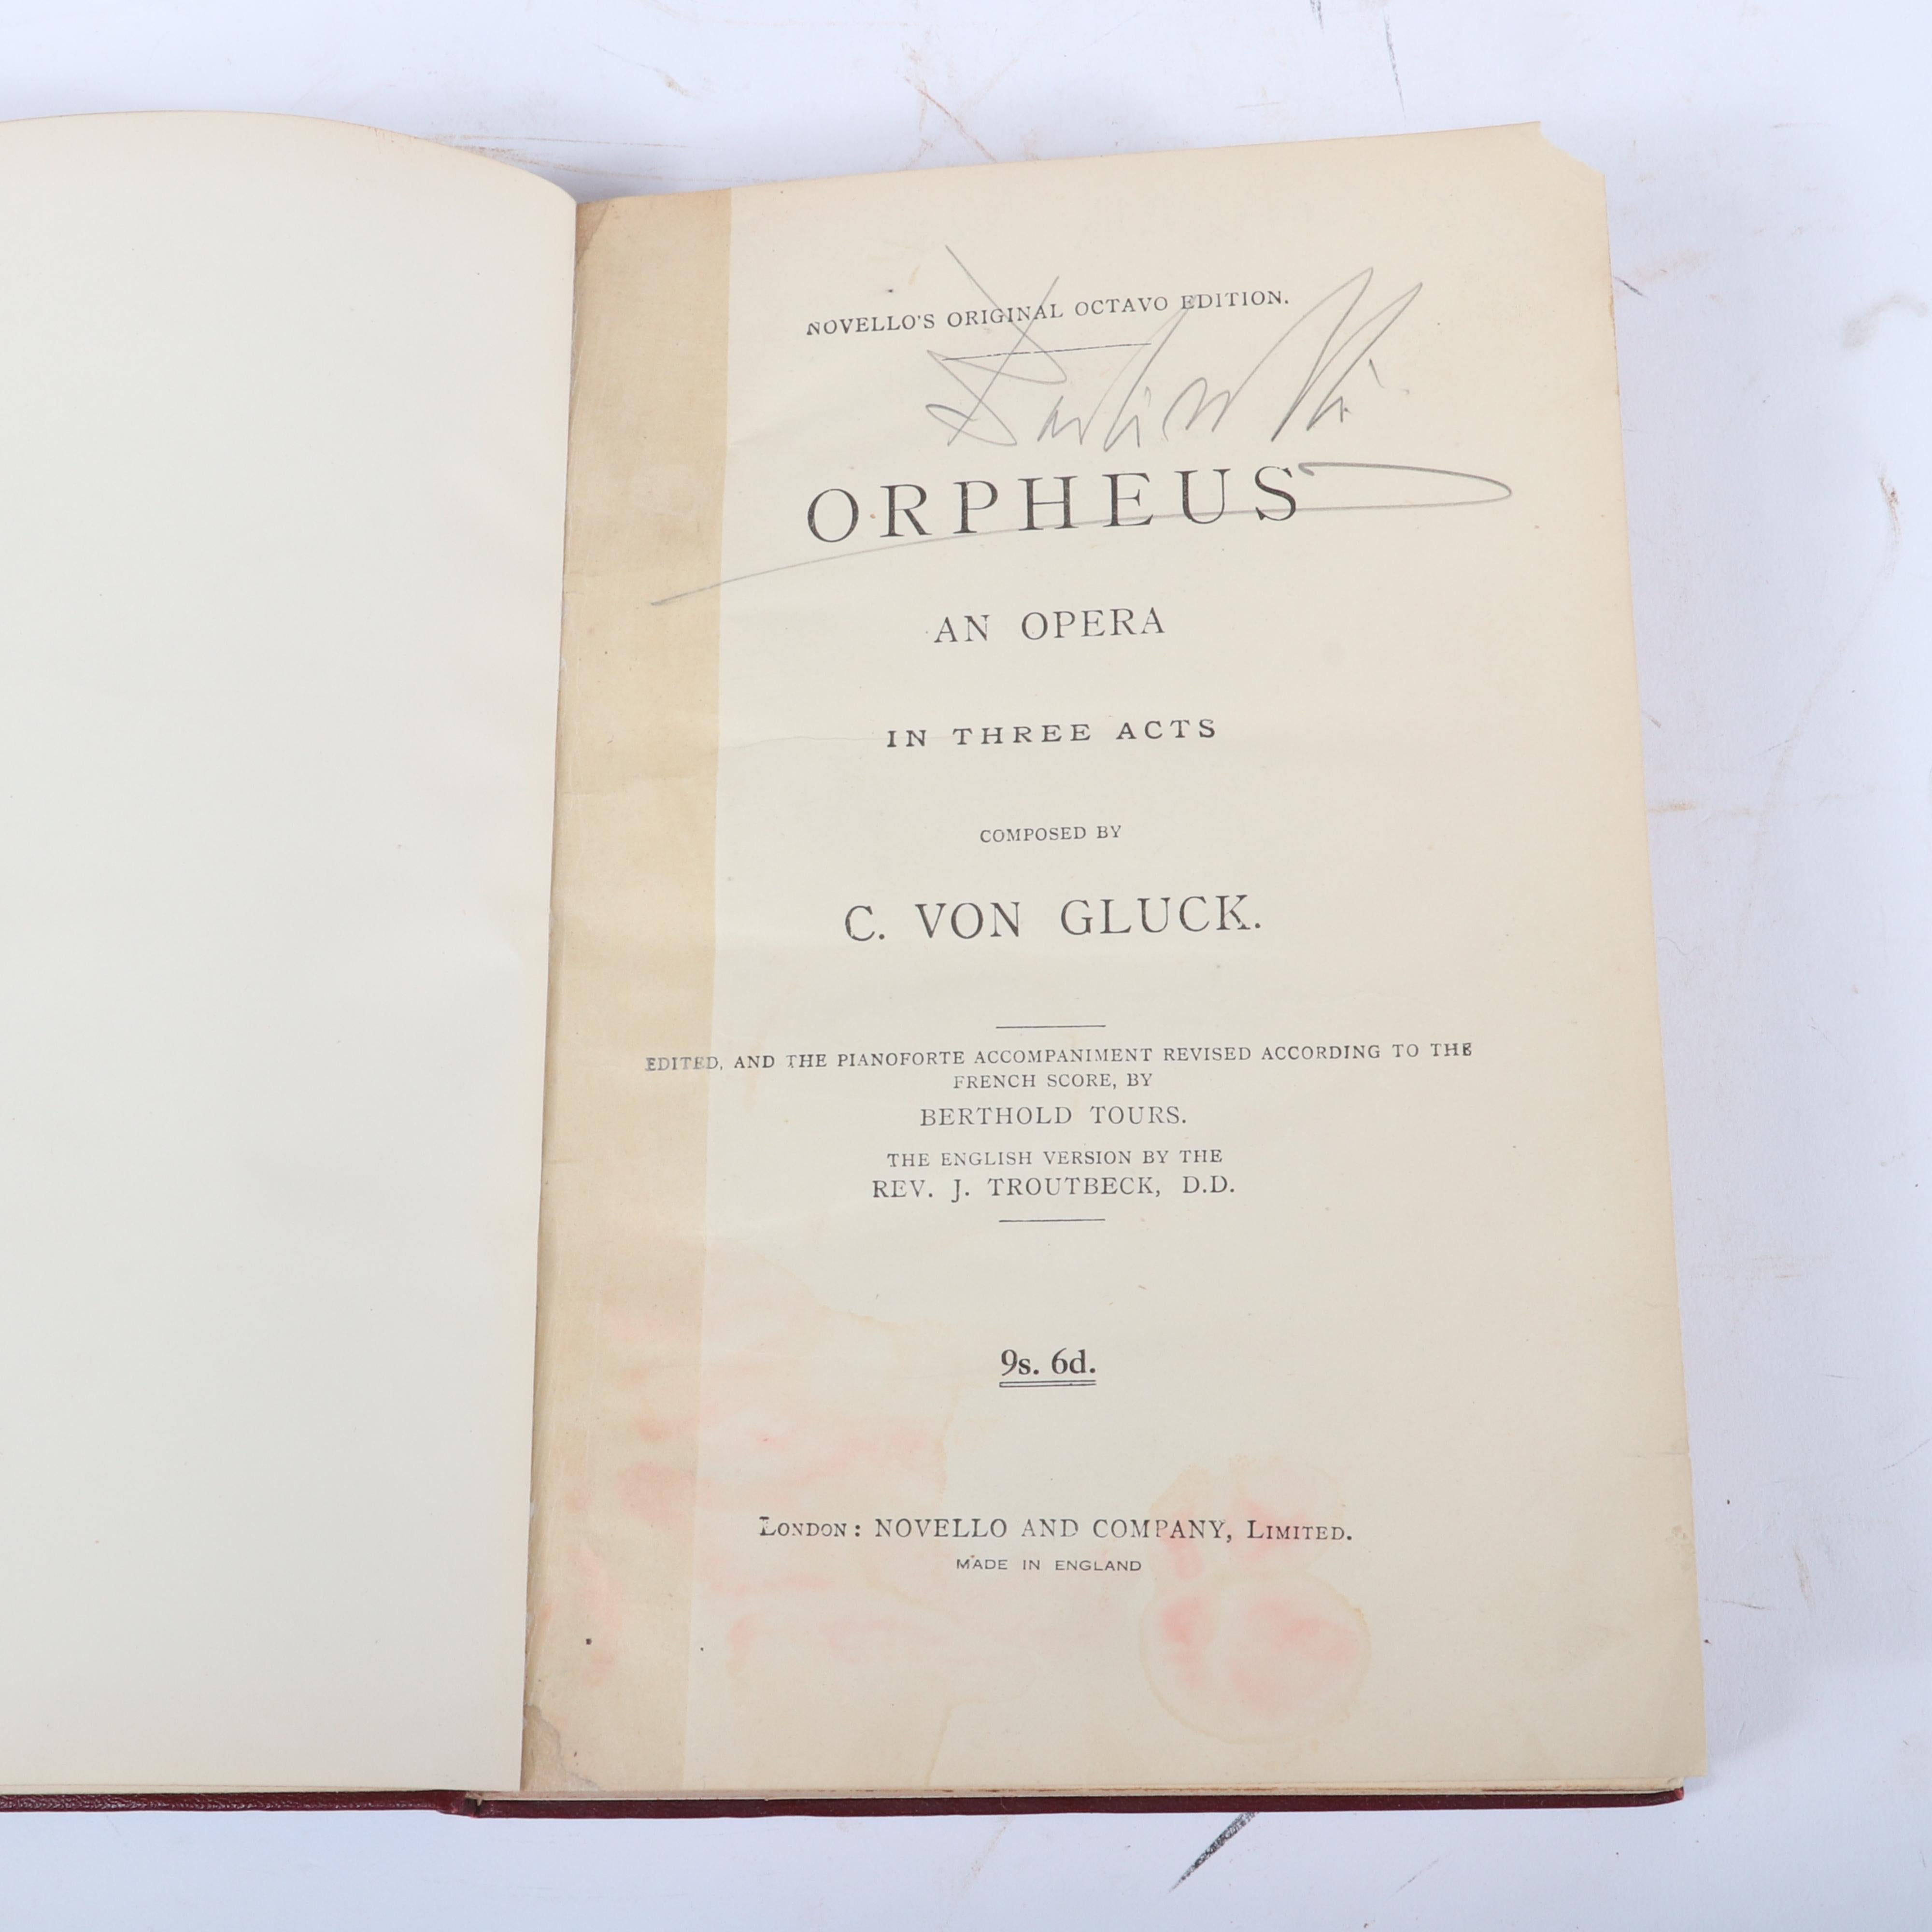 NOVELLO'S ORIGINAL OCTAVO EDITION.
ORPHEUS
AN OPERA
IN THREE ACTS
COMPOSED BY
C. VON GLUCK.
EDITED, AND THE PIANOFORTE ACCOMPANIMENT REVISED ACCORDING TO THE
FRENCH SCORE, BY
BERTHOLD TOURS.
THE ENGLISH VERSION BY THE
REV. J. TROUTBECK, D.D.
9s. 6d.
LONDON: NOVELLO AND COMPANY, LIMITED.
MADE IN ENGLAND